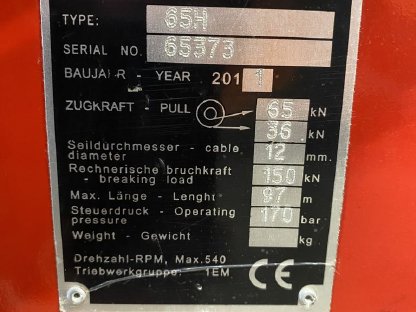 TYPE: 65H
SERIAL NO. 65373
BAUJAHR - YEAR 2011
ZUGKRAFT - PULL 65 kN
36 kN
Seildurchmesser - cable
diameter 12 mm.
Rechnerische bruchkraft
- breaking load 150 kN
Max. Länge - Lenght 97 m
Steuerdruck - Operating
pressure 170 bar
Weight - Gewicht kg
Drehzahl-RPM, Max.540
Triebwerkgruppe: 1EM CE